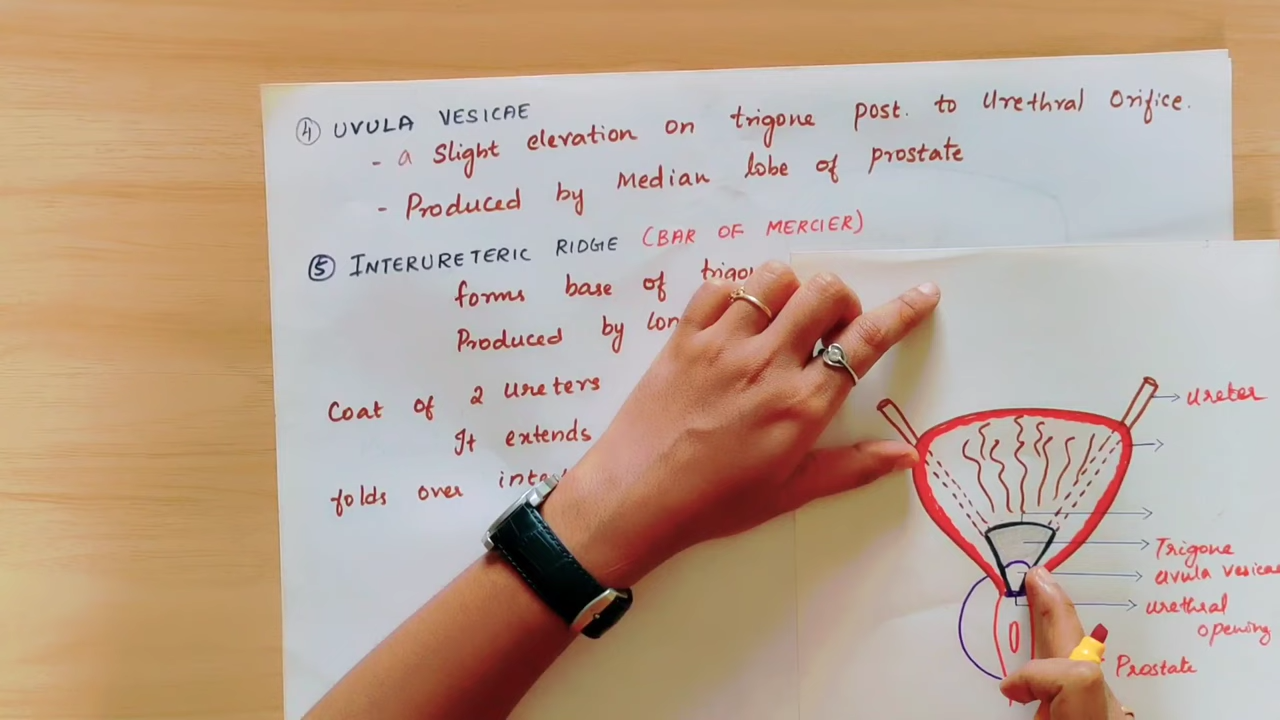 ④ UVULA VESICAE
- a slight elevation on trigone post. to Urethral Orifice.
- Produced by Median lobe of prostate
⑤ INTERURETERIC RIDGE (BAR OF MERCIER)
forms base of
Produced by
Coat of 2 Ureters
It extends
folds over
Ureter
Trigone
Uvula vesicae
Urethral
opening
Prostate